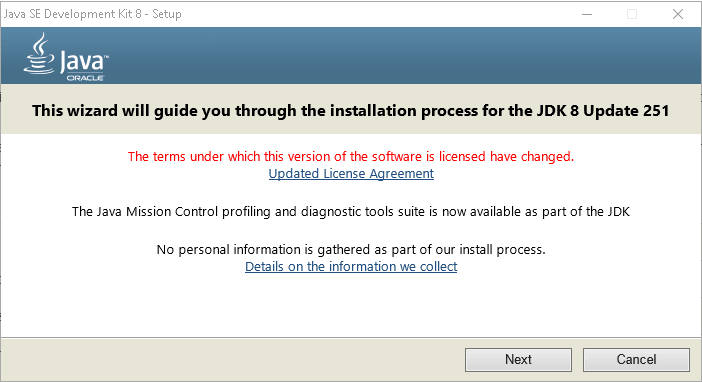 Java SE Development Kit 8 - Setup
Java™
ORACLE
This wizard will guide you through the installation process for the JDK 8 Update 251
The terms under which this version of the software is licensed have changed.
Updated License Agreement
The Java Mission Control profiling and diagnostic tools suite is now available as part of the JDK
No personal information is gathered as part of our install process.
Details on the information we collect
Next Cancel